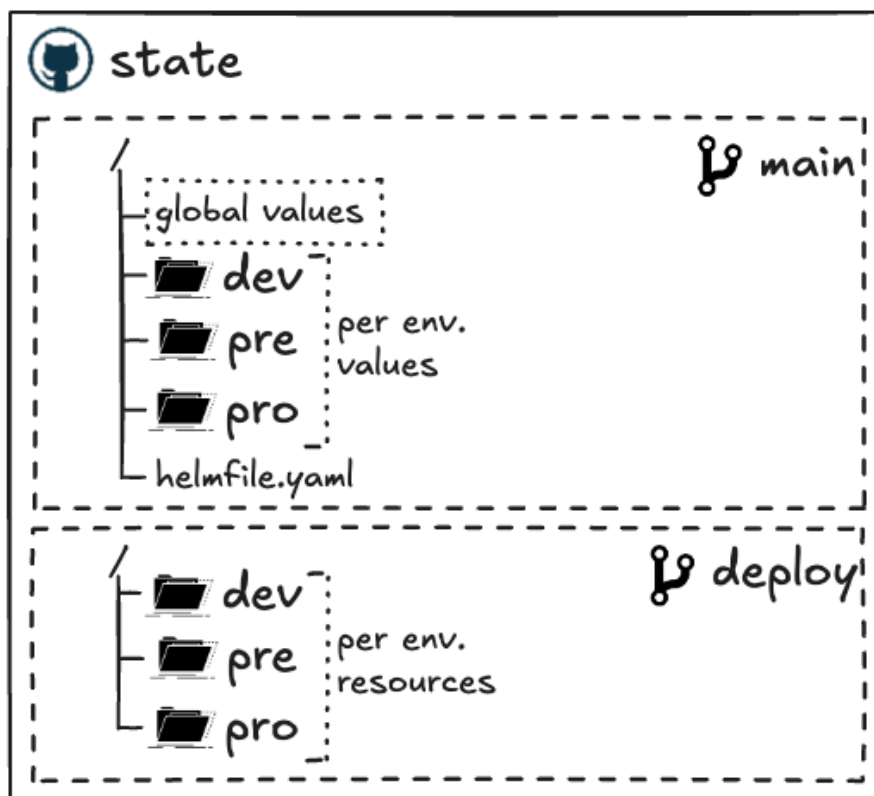 state
main
/
global values
dev
pre
per env.
values
pro
helmfile.yaml
deploy
/
dev
pre
per env.
resources
pro